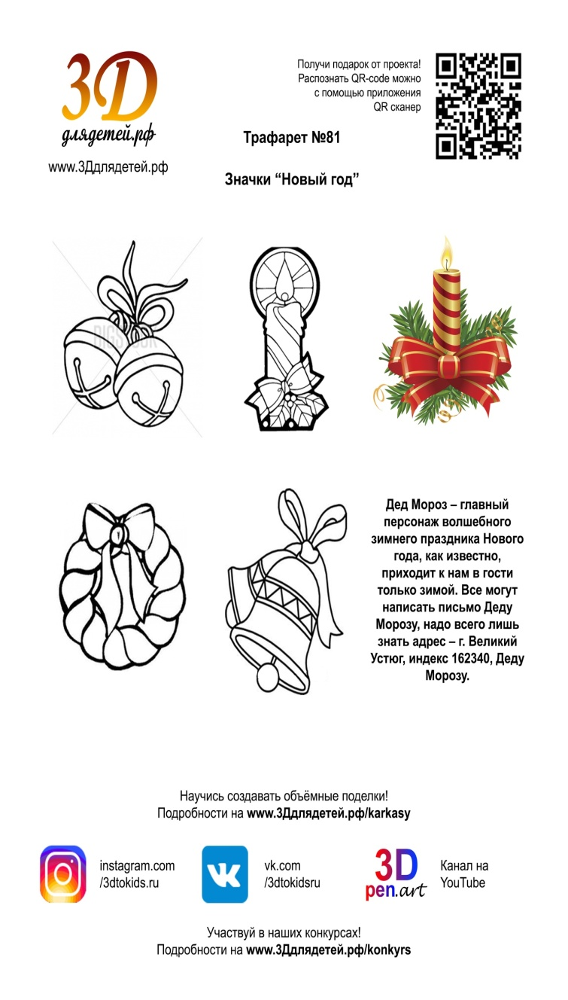 3D
длядетей.рф
www.3Ддлядетей.рф
Получи подарок от проекта!
Распознать QR-code можно
с помощью приложения
QR сканер
Трафарет №81
Значки “Новый год”
Дед Мороз – главный
персонаж волшебного
зимнего праздника Нового
года, как известно,
приходит к нам в гости
только зимой. Все могут
написать письмо Деду
Морозу, надо всего лишь
знать адрес – г. Великий
Устюг, индекс 162340, Деду
Морозу.
Научись создавать объёмные поделки!
Подробности на www.3Ддлядетей.рф/karkasy
instagram.com
/3dtokids.ru
vk.com
/3dtokidsru
3D
pen.art
Канал на
YouTube
Участвуй в наших конкурсах!
Подробности на www.3Ддлядетей.рф/konkyrs